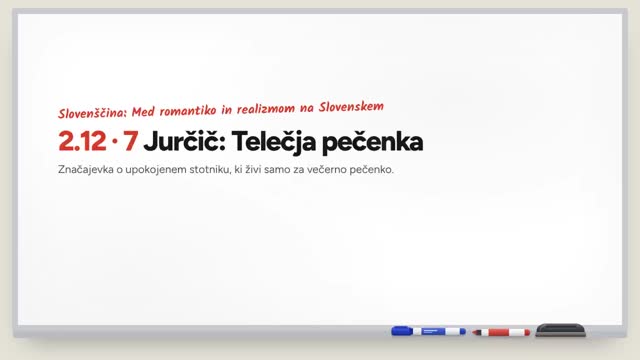 Slovenščina: Med romantiko in realizmom na Slovenskem
2.12 · 7 Jurčič: Telečja pečenka
Značajevka o upokojenem stotniku, ki živi samo za večerno pečenko.